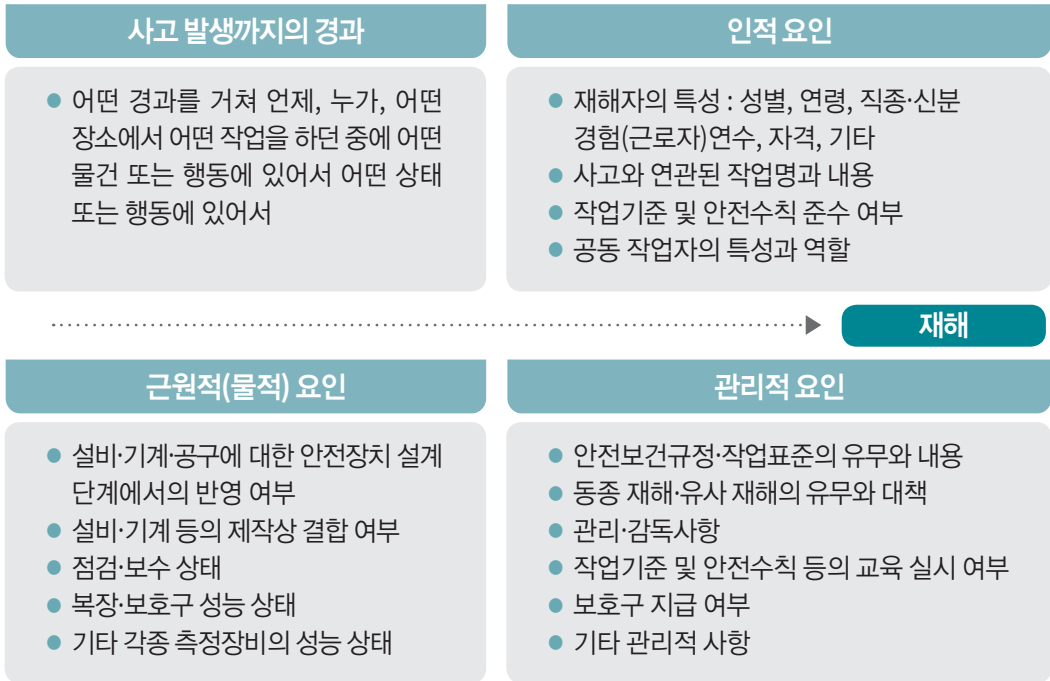 사고 발생까지의 경과
● 어떤 경과를 거쳐 언제, 누가, 어떤
장소에서 어떤 작업을 하던 중에 어떤
물건 또는 행동에 있어서 어떤 상태
또는 행동에 있어서
인적 요인
● 재해자의 특성 : 성별, 연령, 직종·신분
경험(근로자)연수, 자격, 기타
● 사고와 연관된 작업명과 내용
● 작업기준 및 안전수칙 준수 여부
● 공동 작업자의 특성과 역할
재해
근원적(물적) 요인
● 설비·기계·공구에 대한 안전장치 설계
단계에서의 반영 여부
● 설비·기계 등의 제작상 결합 여부
● 점검·보수 상태
● 복장·보호구 성능 상태
● 기타 각종 측정장비의 성능 상태
관리적 요인
● 안전보건규정·작업표준의 유무와 내용
● 동종 재해·유사 재해의 유무와 대책
● 관리·감독사항
● 작업기준 및 안전수칙 등의 교육 실시 여부
● 보호구 지급 여부
● 기타 관리적 사항